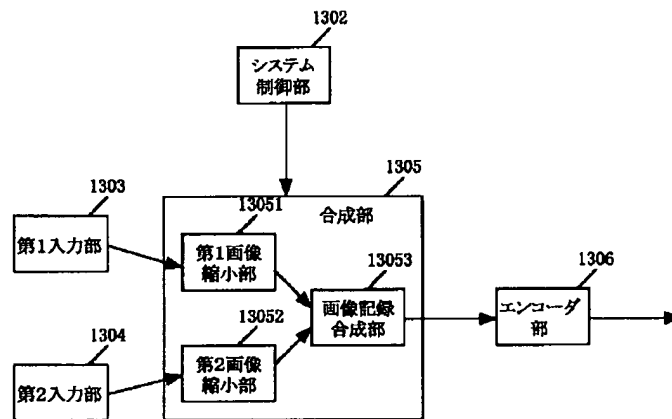 1302
システム
制御部
1305
合成部
1303
第1入力部
13051
第1画像
縮小部
13053
画像記録
合成部
1306
エンコーダ
部
13052
第2画像
縮小部
1304
第2入力部